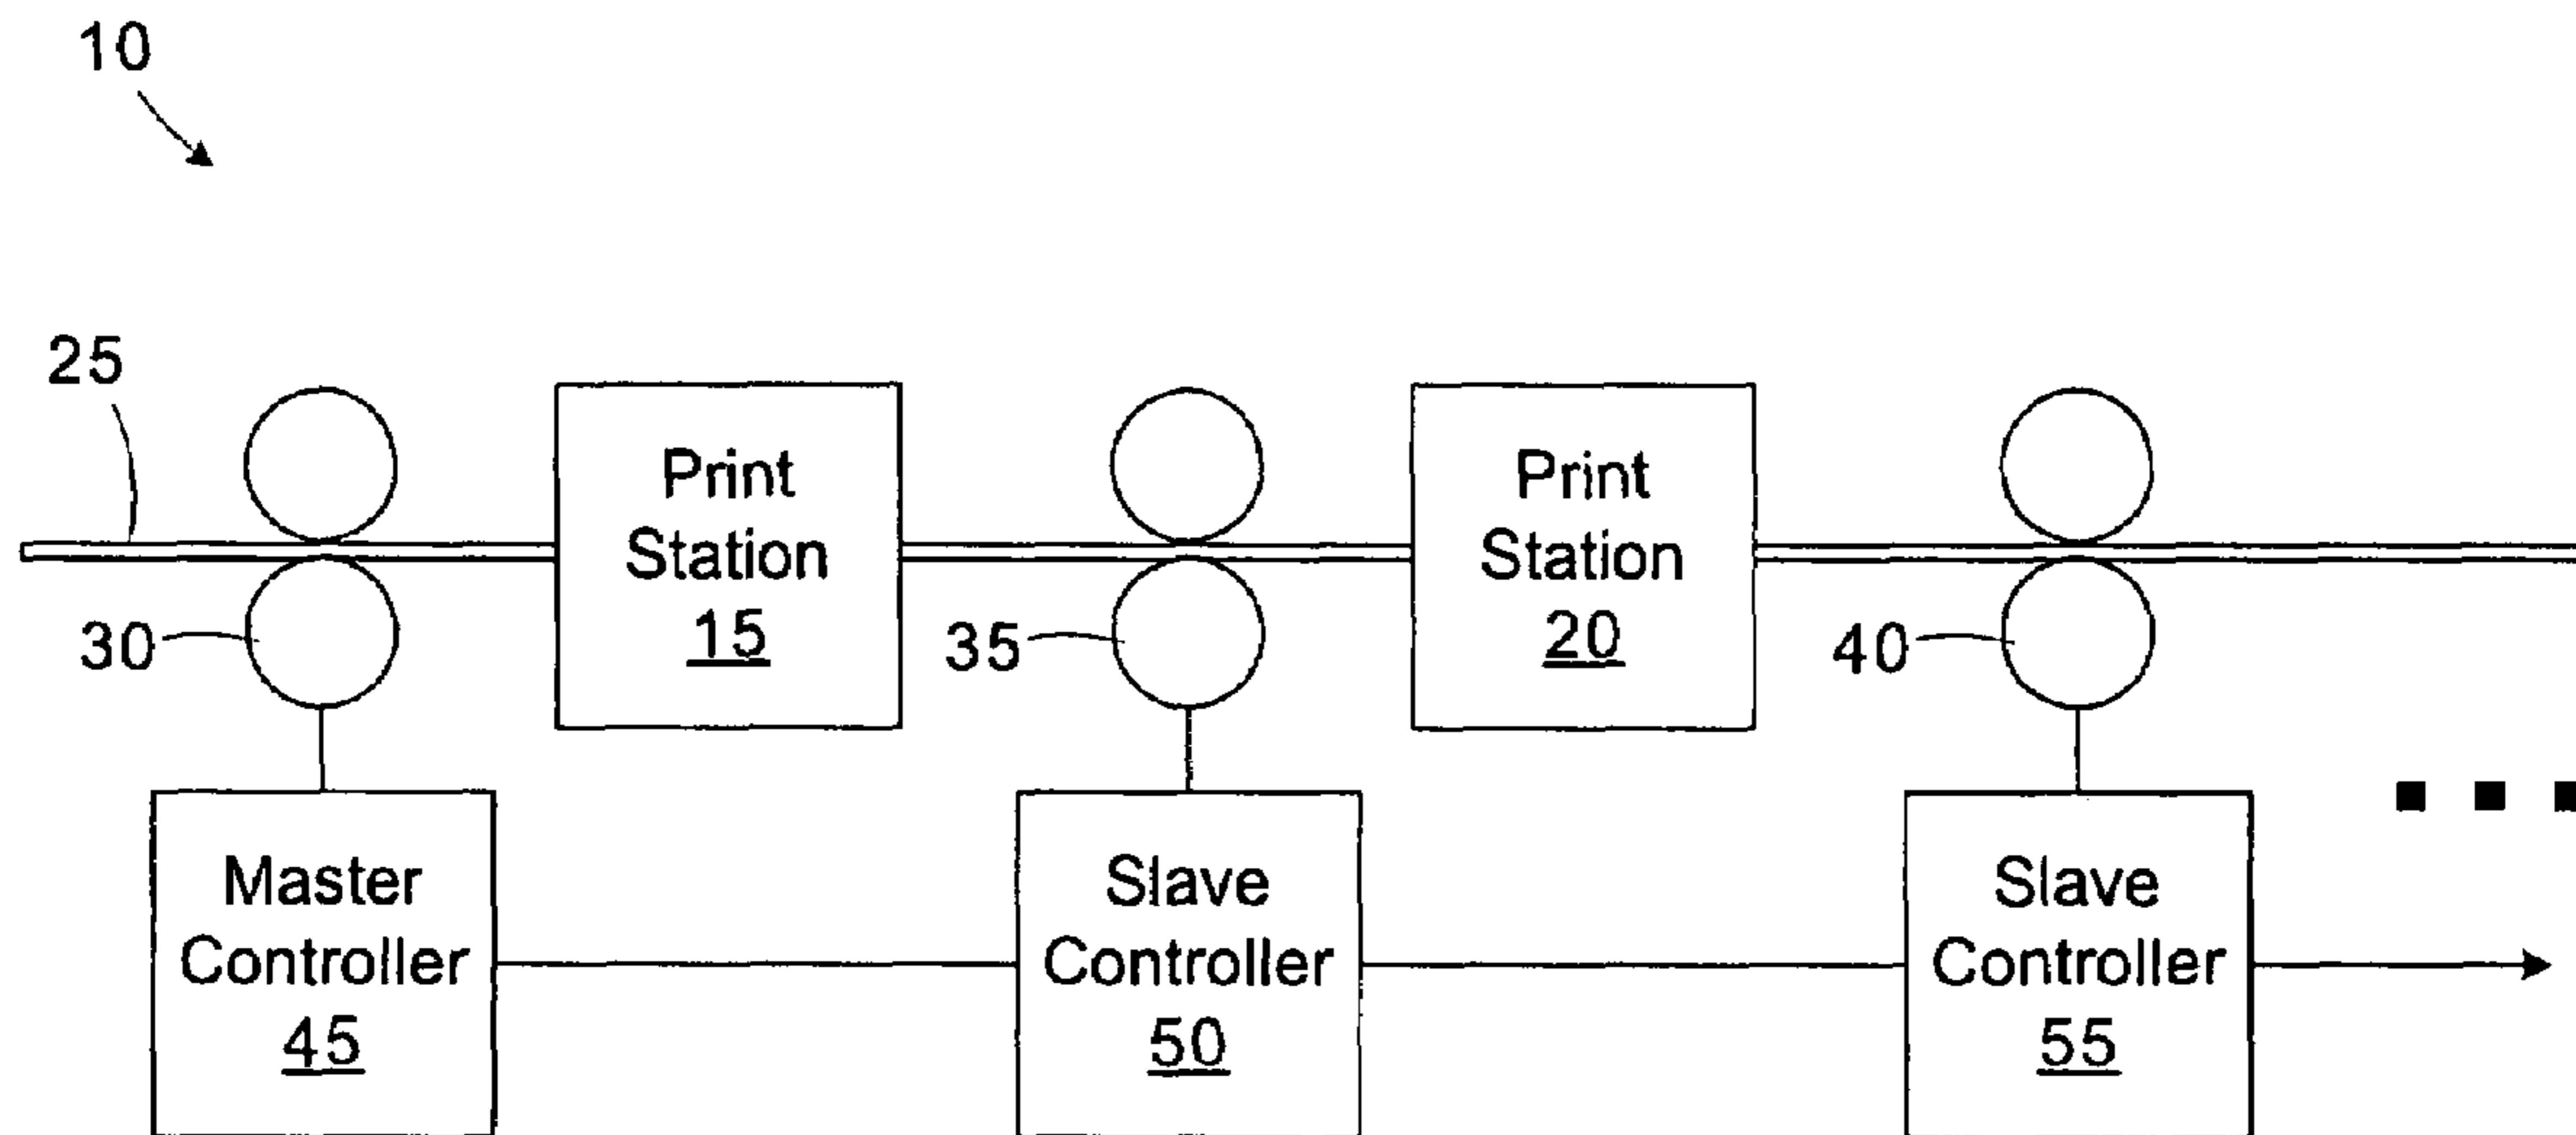 10
25
Print
Station
15
Print
Station
20
30
35
40
Master
Controller
45
Slave
Controller
50
Slave
Controller
55